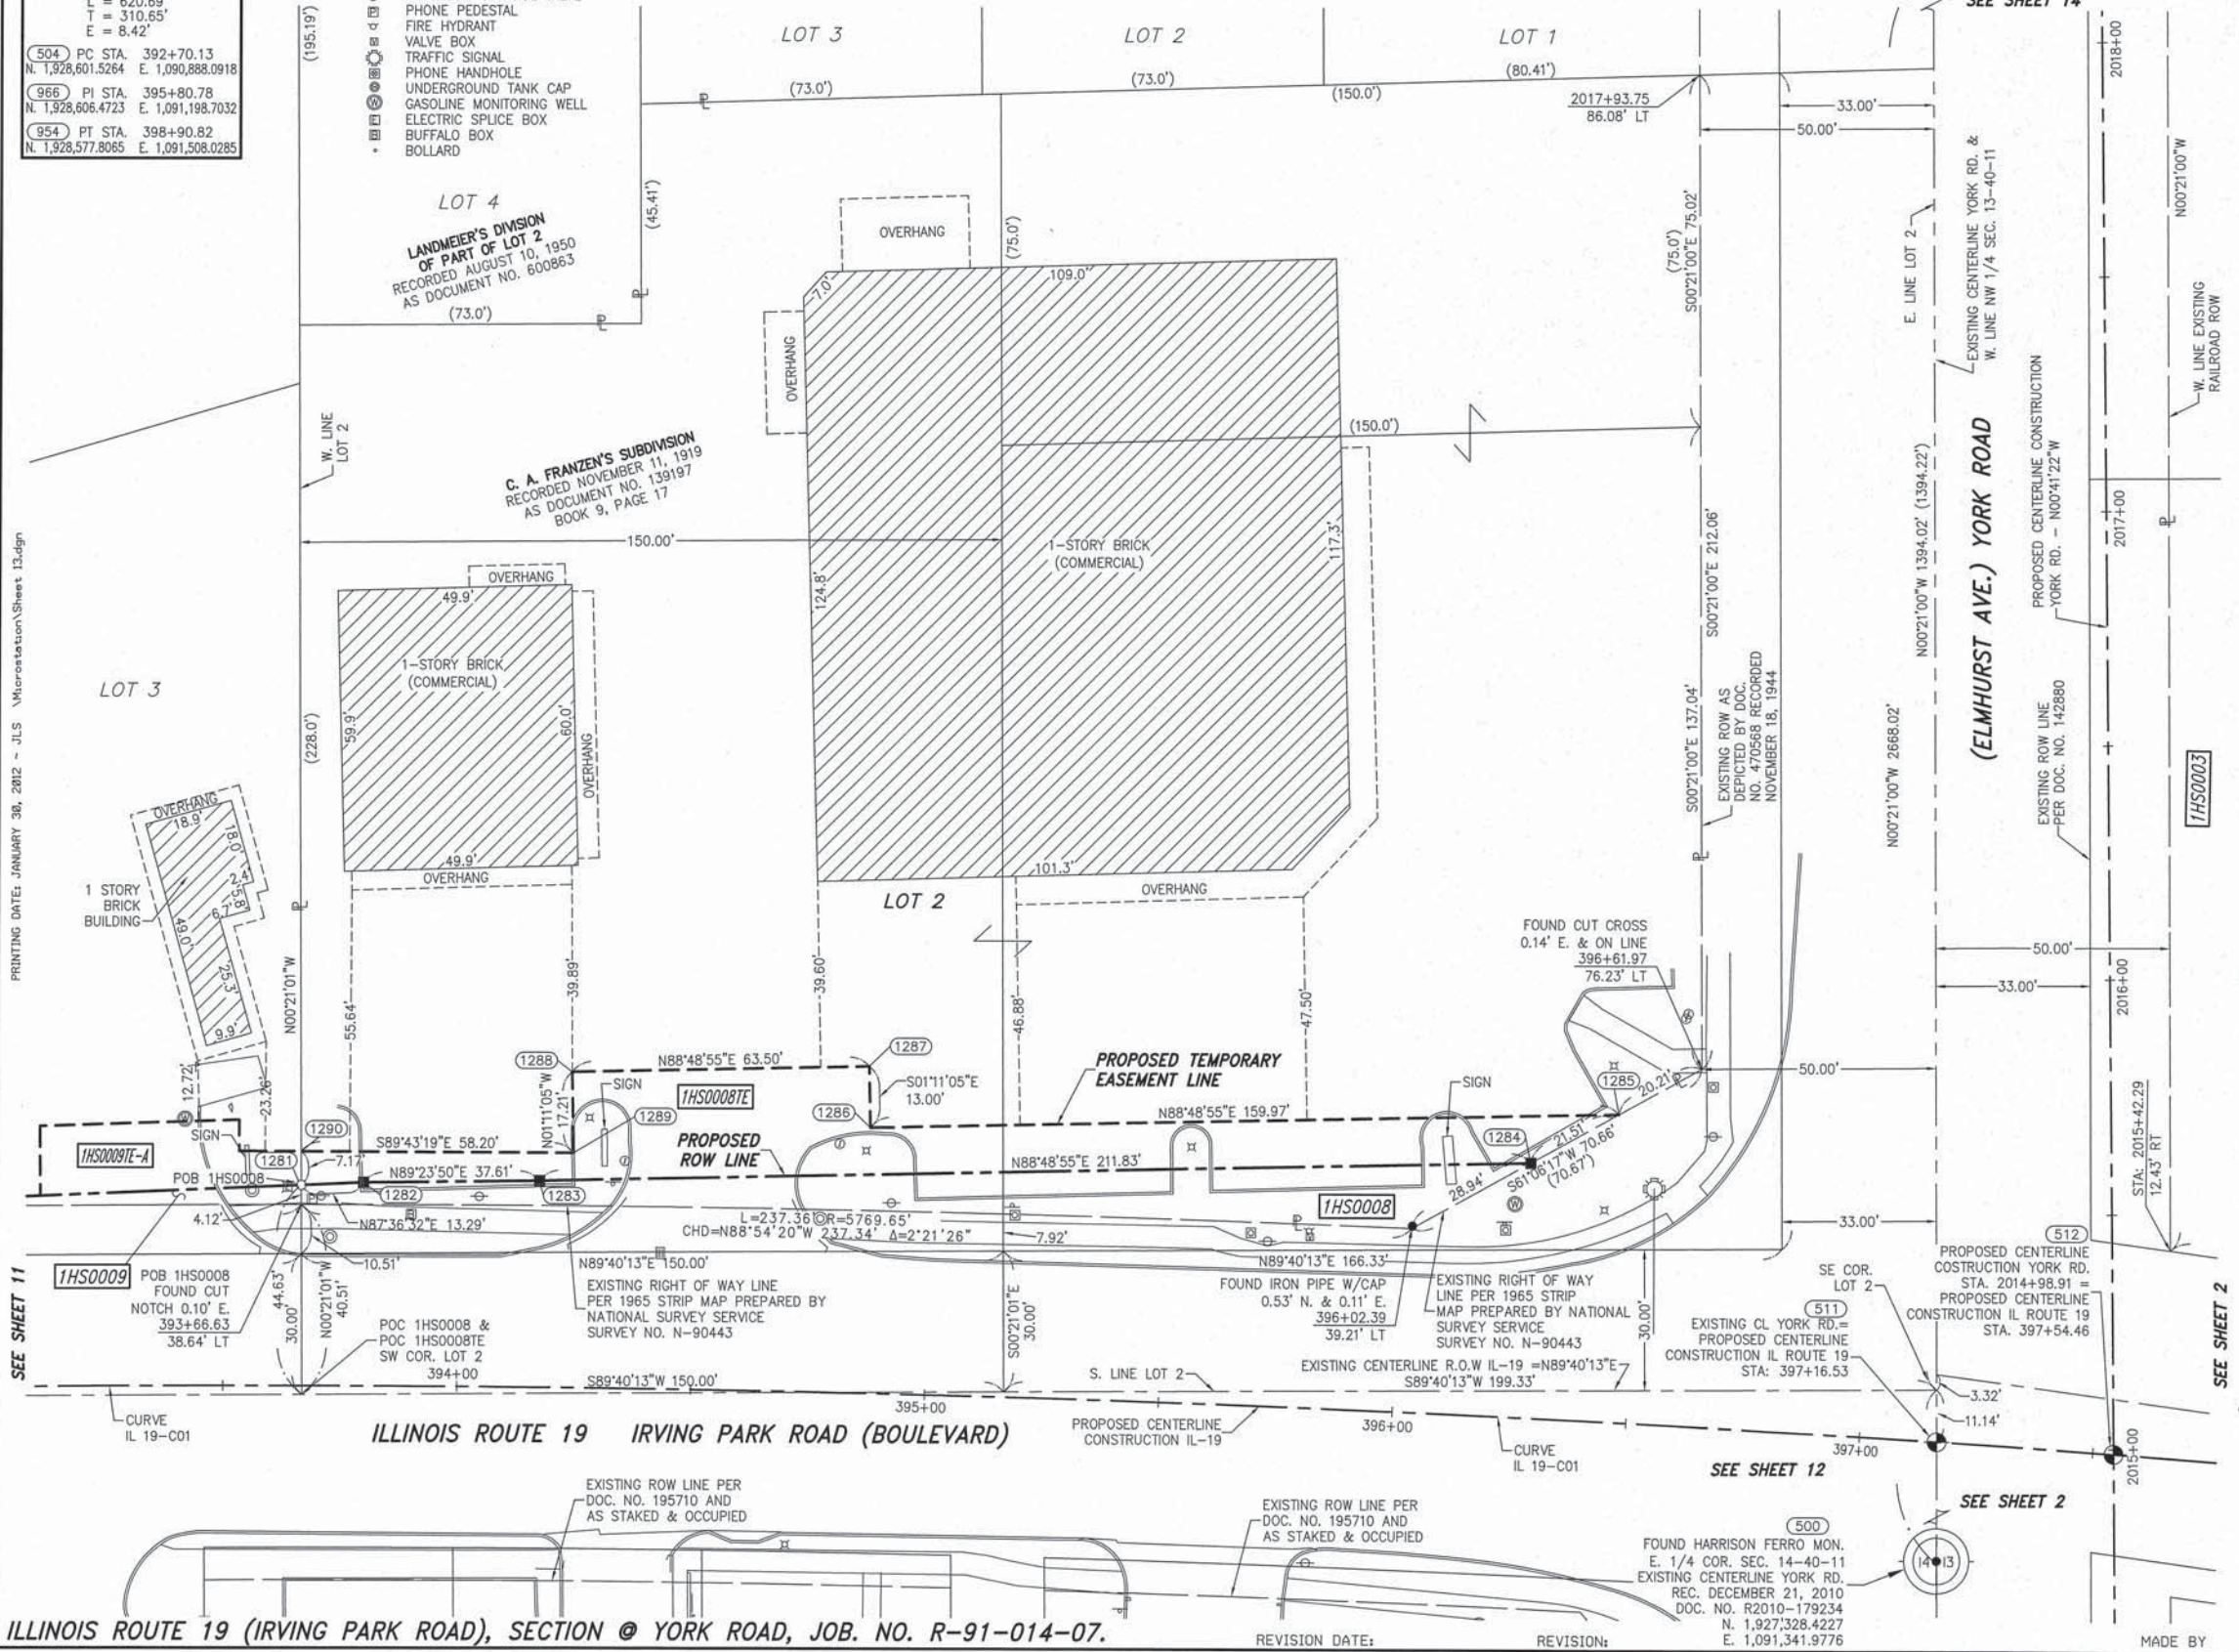 L = 620.69'
T = 310.65'
E = 8.42'
504 PC STA. 392+70.13
N. 1,928,601.5264 E. 1,090,888.0918
966 PI STA. 395+80.78
N. 1,928,606.4723 E. 1,091,198.7032
954 PT STA. 398+90.82
N. 1,928,577.8065 E. 1,091,508.0285
(195.19')
PHONE PEDESTAL
FIRE HYDRANT
VALVE BOX
TRAFFIC SIGNAL
PHONE HANDHOLE
UNDERGROUND TANK CAP
GASOLINE MONITORING WELL
ELECTRIC SPLICE BOX
BUFFALO BOX
BOLLARD
LOT 3
LOT 2
LOT 1
(73.0')
(73.0')
(150.0')
(80.41')
2017+93.75
86.08' LT
33.00'
50.00'
SEE SHEET 14
2018+00
N00°21'00"W
LOT 4
LANDMEIER'S DIVISION
OF PART OF LOT 2
RECORDED AUGUST 10, 1950
AS DOCUMENT NO. 600863
(73.0')
(45.41')
OVERHANG
(75.0')
109.0'
7.0'
OVERHANG
(75.0')
S00°21'00"E 75.02'
E. LINE LOT 2
EXISTING CENTERLINE YORK RD. &
W. LINE NW 1/4 SEC. 13-40-11
W. LINE EXISTING
RAILROAD ROW
W. LINE
LOT 2
C. A. FRANZEN'S SUBDIVISION
RECORDED NOVEMBER 11, 1919
AS DOCUMENT NO. 139197
BOOK 9, PAGE 17
150.00'
(150.0')
1-STORY BRICK
(COMMERCIAL)
124.8'
117.3'
101.3'
OVERHANG
LOT 2
S00°21'00"E 212.06'
N00°21'00"W 1394.02' (1394.22')
(ELMHURST AVE.) YORK ROAD
PROPOSED CENTERLINE CONSTRUCTION
YORK RD. - N00°41'22"W
2017+00
PRINTING DATE: JANUARY 30, 2012 ~ JLS \Microstation\Sheet 13.dgn
LOT 3
(228.0')
OVERHANG
49.9'
1-STORY BRICK
(COMMERCIAL)
59.9'
60.0'
OVERHANG
49.9'
OVERHANG
S00°21'00"E 137.04'
EXISTING ROW AS
DEPICTED BY DOC.
NO. 470568 RECORDED
NOVEMBER 18, 1944
N00°21'00"W 2668.02'
EXISTING ROW LINE
PER DOC. NO. 142880
1HS0003
OVERHANG
18.9'
18.0'
2.4'
5.8'
6.7'
49.0'
25.3'
9.9'
1 STORY
BRICK
BUILDING
N00°21'01"W
55.64'
39.89'
39.60'
46.88'
47.50'
FOUND CUT CROSS
0.14' E. & ON LINE
396+61.97
76.23' LT
50.00'
33.00'
2016+00
12.72'
23.26'
1288
N88°48'55"E 63.50'
1287
S01°11'05"E
13.00'
PROPOSED TEMPORARY
EASEMENT LINE
N01°11'05"W
17.21'
SIGN
1HS0008TE
1289
1286
N88°48'55"E 159.97'
SIGN
1285
20.21'
50.00'
SIGN
1290
S89°43'19"E 58.20'
PROPOSED
ROW LINE
1284
21.51'
S61°06'17"W 70.66'
(70.67')
28.94'
1HS0009TE-A
1281
7.17'
POB 1HS0008
N89°23'50"E 37.61'
N88°48'55"E 211.83'
1282
1283
4.12'
N87°36'32"E 13.29'
1HS0008
L=237.36' R=5769.65'
CHD=N88°54'20"W 237.34' Δ=2°21'26"
7.92'
33.00'
STA: 2015+42.29
12.43' RT
512
PROPOSED CENTERLINE
COSTRUCTION YORK RD.
STA. 2014+98.91 =
PROPOSED CENTERLINE
CONSTRUCTION IL ROUTE 19
STA. 397+54.46
10.51'
N89°40'13"E 150.00'
N89°40'13"E 166.33'
1HS0009
POB 1HS0008
FOUND CUT
NOTCH 0.10' E.
393+66.63
38.64' LT
44.63'
30.00'
N00°21'01"W
40.51'
EXISTING RIGHT OF WAY LINE
PER 1965 STRIP MAP PREPARED BY
NATIONAL SURVEY SERVICE
SURVEY NO. N-90443
S00°21'01"E
30.00'
FOUND IRON PIPE W/CAP
0.53' N. & 0.11' E.
396+02.39
39.21' LT
EXISTING RIGHT OF WAY
LINE PER 1965 STRIP
MAP PREPARED BY NATIONAL
SURVEY SERVICE
SURVEY NO. N-90443
30.00'
SE COR.
LOT 2
511
EXISTING CL YORK RD.=
PROPOSED CENTERLINE
CONSTRUCTION IL ROUTE 19
STA: 397+16.53
SEE SHEET 11
SEE SHEET 2
POC 1HS0008 &
POC 1HS0008TE
SW COR. LOT 2
394+00
S89°40'13"W 150.00'
S. LINE LOT 2
EXISTING CENTERLINE R.O.W IL-19 =N89°40'13"E
S89°40'13"W 199.33'
3.32'
11.14'
CURVE
IL 19-C01
395+00
PROPOSED CENTERLINE
CONSTRUCTION IL-19
396+00
CURVE
IL 19-C01
397+00
2015+00
ILLINOIS ROUTE 19 IRVING PARK ROAD (BOULEVARD)
SEE SHEET 12
SEE SHEET 2
EXISTING ROW LINE PER
DOC. NO. 195710 AND
AS STAKED & OCCUPIED
EXISTING ROW LINE PER
DOC. NO. 195710 AND
AS STAKED & OCCUPIED
500
FOUND HARRISON FERRO MON.
E. 1/4 COR. SEC. 14-40-11
EXISTING CENTERLINE YORK RD.
REC. DECEMBER 21, 2010
DOC. NO. R2010-179234
N. 1,927,328.4227
E. 1,091,341.9776
14 13
ILLINOIS ROUTE 19 (IRVING PARK ROAD), SECTION @ YORK ROAD, JOB. NO. R-91-014-07.
REVISION DATE:
REVISION:
MADE BY